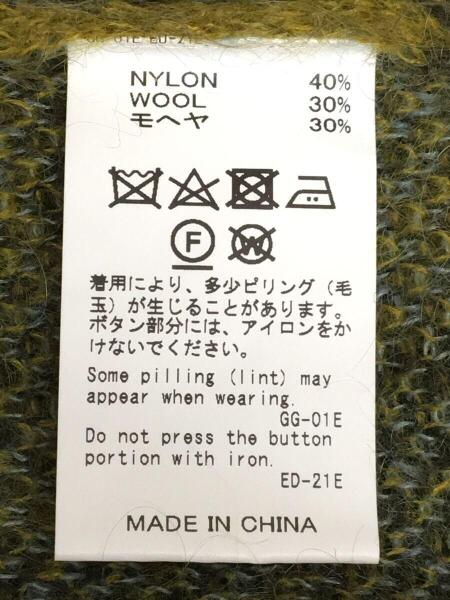 NYLON 40%
WOOL 30%
モヘヤ 30%
F
W
着用により、多少ピリング（毛
玉）が生じることがあります。
ボタン部分には、アイロンをか
けないでください。
Some pilling (lint) may
appear when wearing.
GG-01E
Do not press the button
portion with iron.
ED-21E
MADE IN CHINA